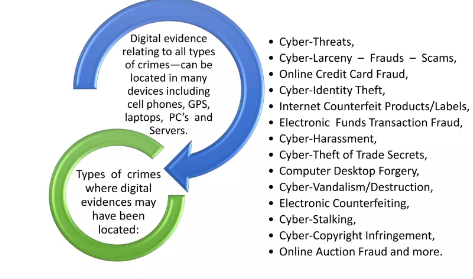 Digital evidence
relating to all types
of crimes—can be
located in many
devices including
cell phones, GPS,
laptops, PC's and
Servers.
Types of crimes
where digital
evidences may
have been
located:
• Cyber-Threats,
• Cyber-Larceny – Frauds – Scams,
• Online Credit Card Fraud,
• Cyber-Identity Theft,
• Internet Counterfeit Products/Labels,
• Electronic Funds Transaction Fraud,
• Cyber-Harassment,
• Cyber-Theft of Trade Secrets,
• Computer Desktop Forgery,
• Cyber-Vandalism/Destruction,
• Electronic Counterfeiting,
• Cyber-Stalking,
• Cyber-Copyright Infringement,
• Online Auction Fraud and more.